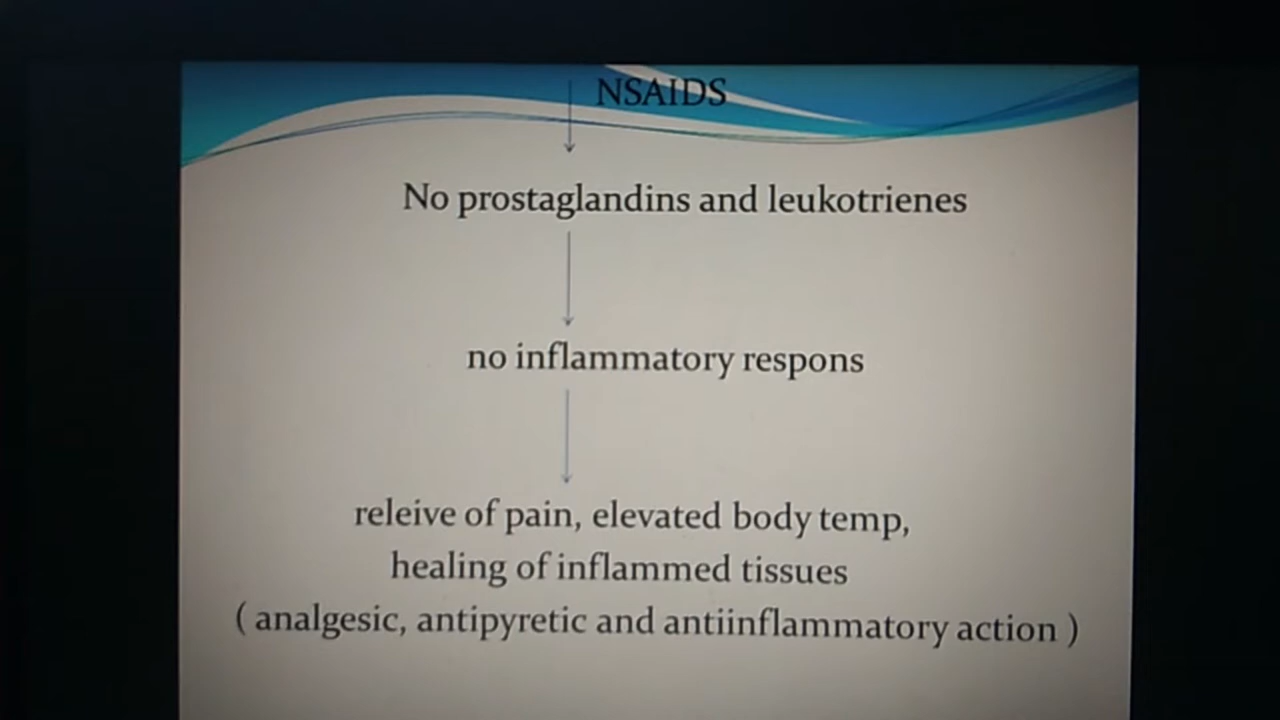 NSAIDS
No prostaglandins and leukotrienes
no inflammatory respons
releive of pain, elevated body temp,
healing of inflammed tissues
( analgesic, antipyretic and antiinflammatory action )